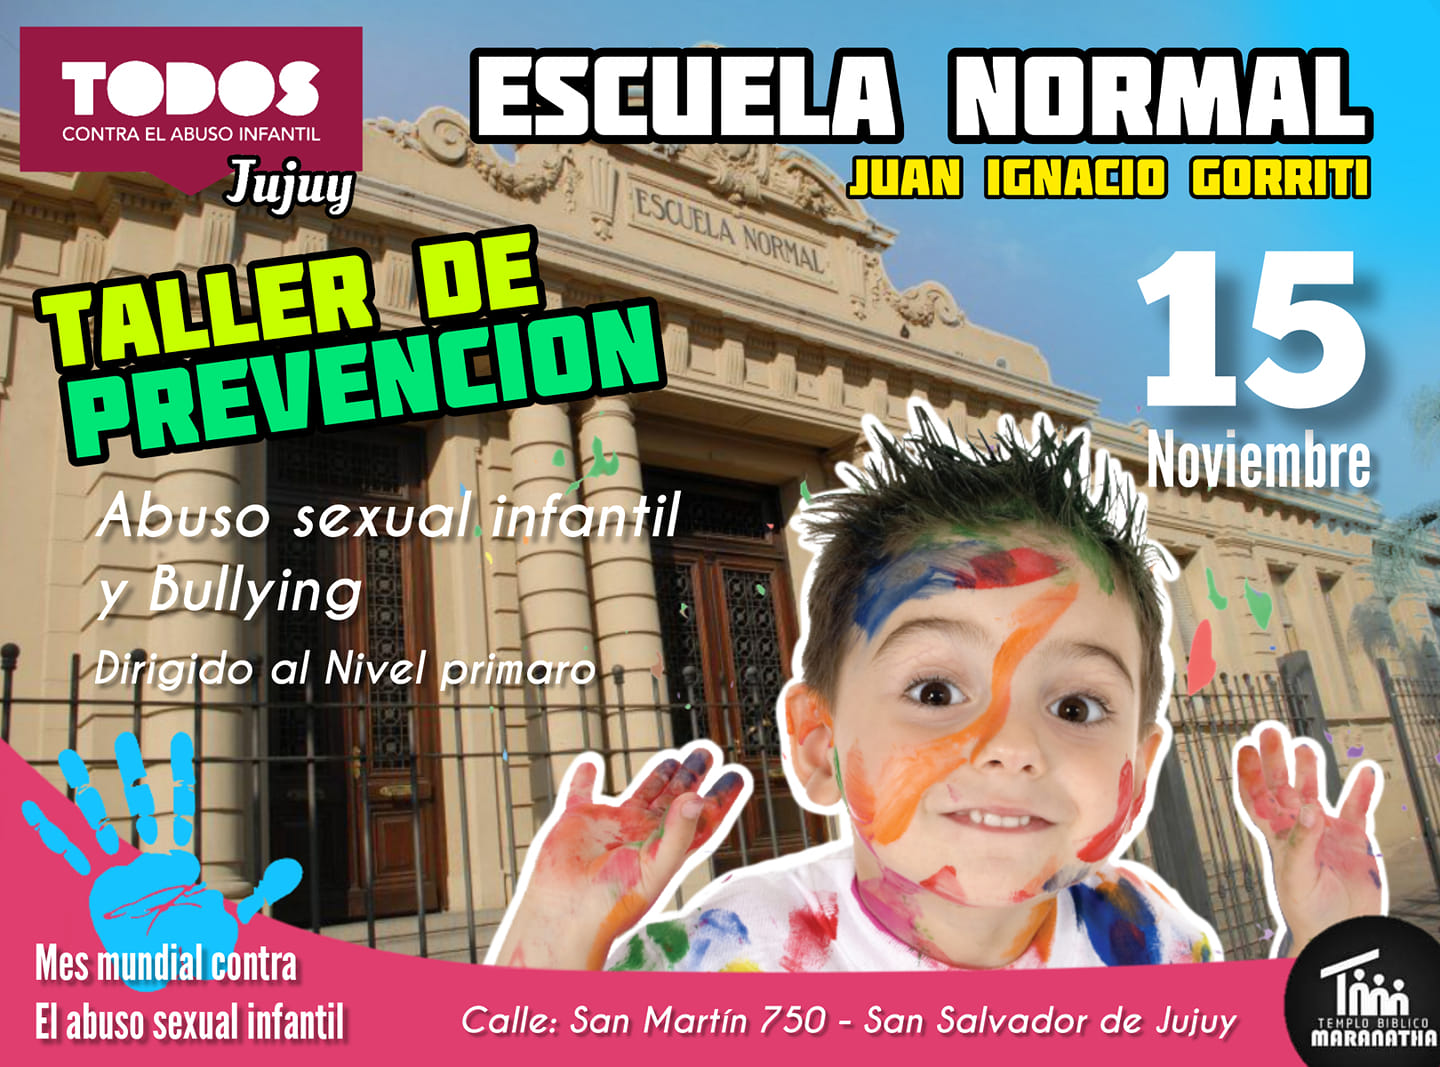 TODOS
CONTRA EL ABUSO INFANTIL
Jujuy
ESCUELA NORMAL
JUAN IGNACIO GORRITI
ESCUELA NORMAL
15
Noviembre
TALLER DE
PREVENCION
Abuso sexual infantil
y Bullying
Dirigido al Nivel primaro
Mes mundial contra
El abuso sexual infantil
Calle: San Martín 750 - San Salvador de Jujuy
TEMPLO BIBLICO
MARANATHA